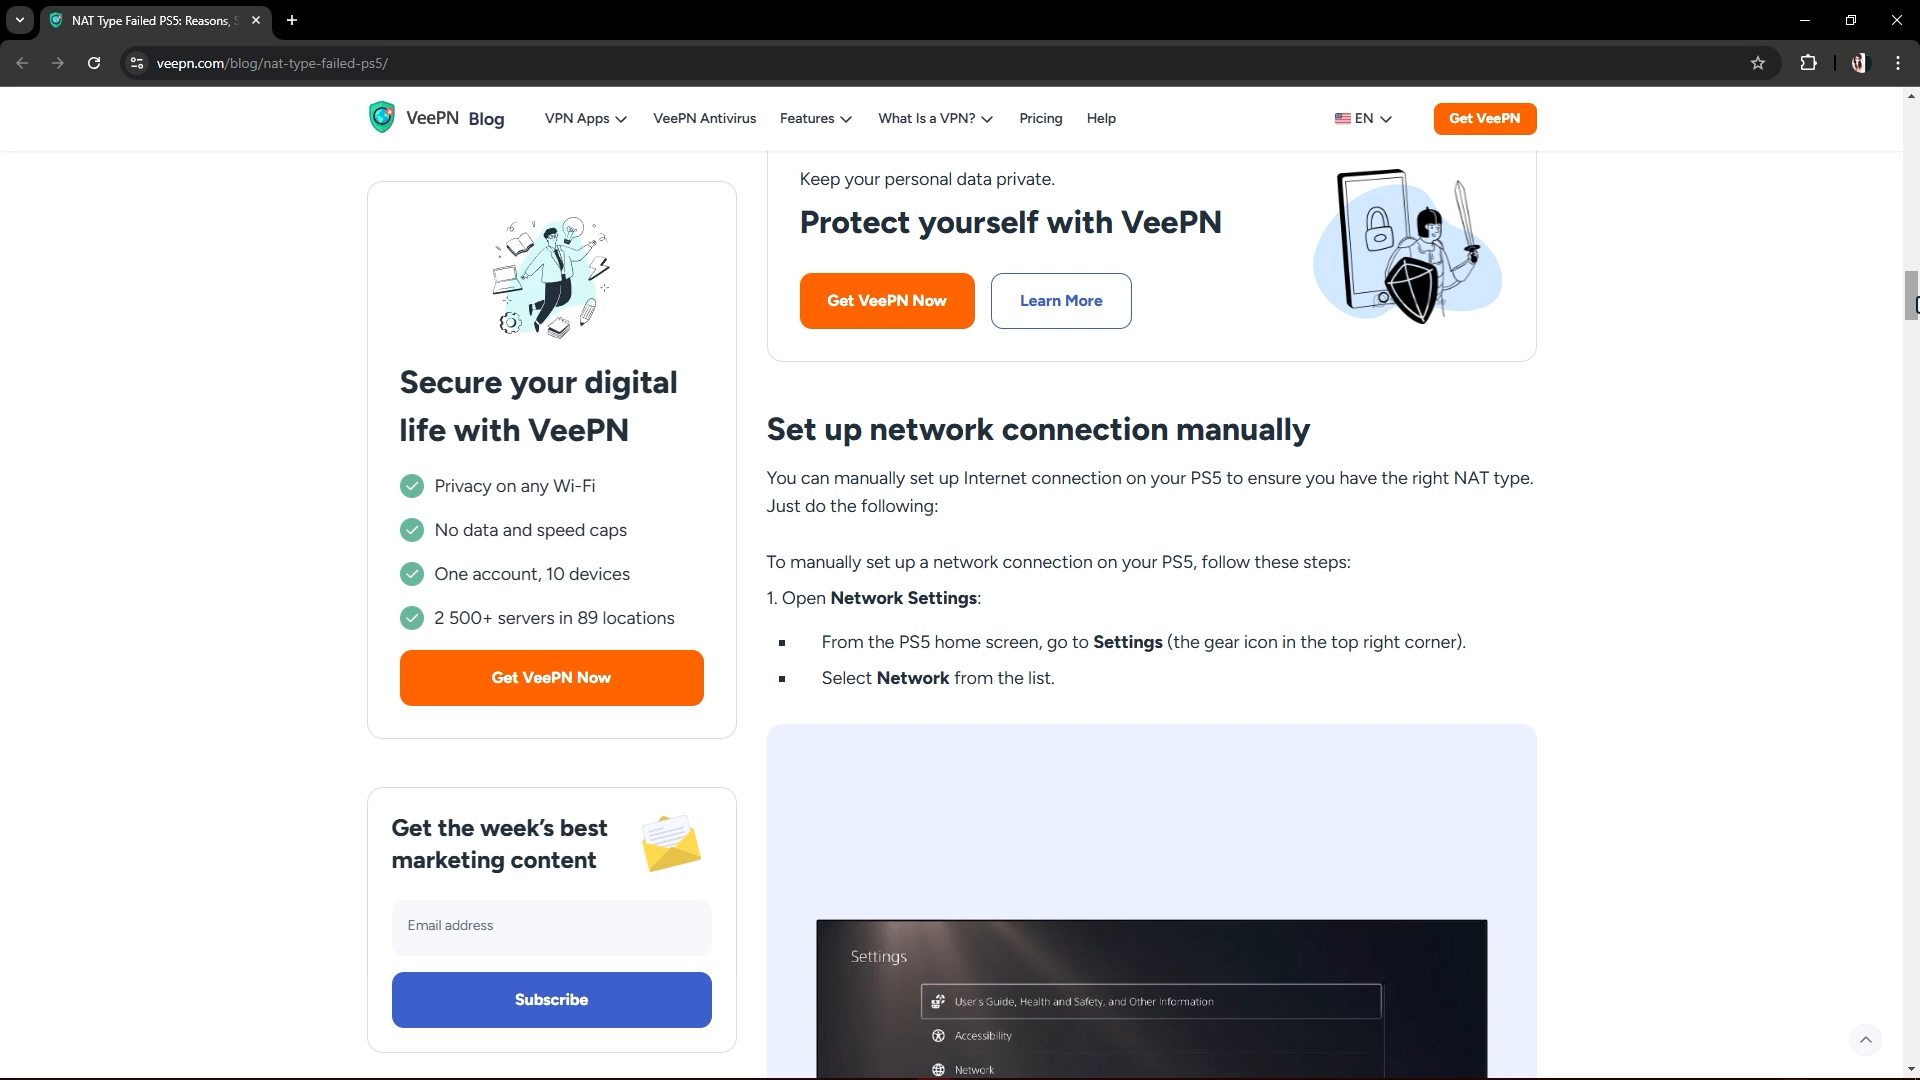 NAT Type Failed PS5: Reasons, S
veepn.com/blog/nat-type-failed-ps5/
VeePN Blog
VPN Apps
VeePN Antivirus
Features
What Is a VPN?
Pricing
Help
EN
Get VeePN
Secure your digital
life with VeePN
Privacy on any Wi-Fi
No data and speed caps
One account, 10 devices
2 500+ servers in 89 locations
Get VeePN Now
Get the week’s best
marketing content
Email address
Subscribe
Keep your personal data private.
Protect yourself with VeePN
Get VeePN Now
Learn More
Set up network connection manually
You can manually set up Internet connection on your PS5 to ensure you have the right NAT type.
Just do the following:
To manually set up a network connection on your PS5, follow these steps:
1. Open Network Settings:
▪ From the PS5 home screen, go to Settings (the gear icon in the top right corner).
▪ Select Network from the list.
Settings
User's Guide, Health and Safety, and Other Information
Accessibility
Network